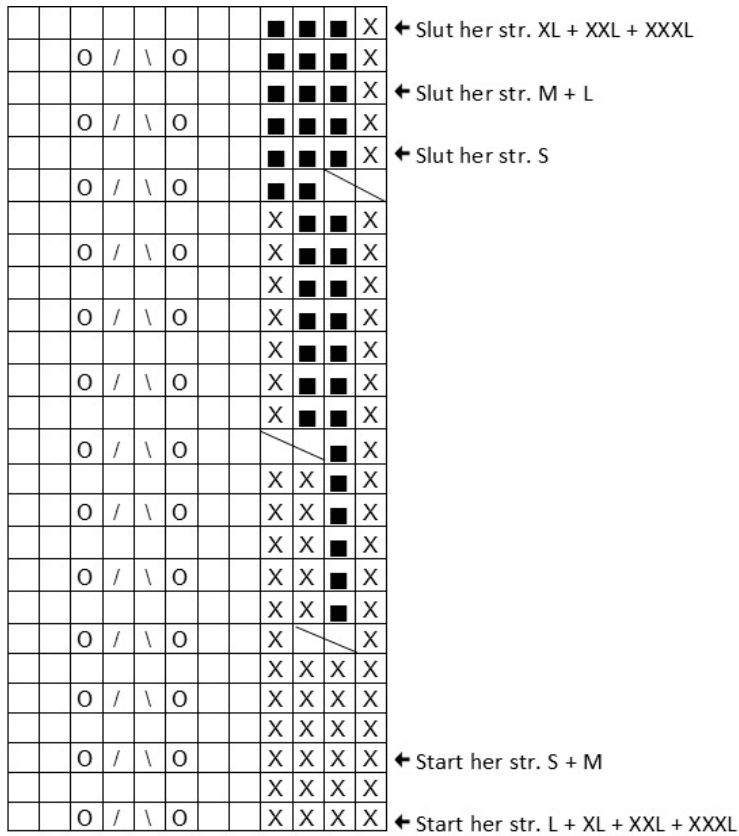 ■ ■ ■ X ← Slut her str. XL + XXL + XXXL
O / \ O ■ ■ ■ X
■ ■ ■ X ← Slut her str. M + L
O / \ O ■ ■ ■ X
■ ■ ■ X ← Slut her str. S
O / \ O ■ ■
X ■ ■ X
O / \ O X ■ ■ X
X ■ ■ X
O / \ O X ■ ■ X
X ■ ■ X
O / \ O X ■ ■ X
X ■ ■ X
O / \ O ■ X
X X ■ X
O / \ O X X ■ X
X X ■ X
O / \ O X X ■ X
X X ■ X
O / \ O X X
X X X X
O / \ O X X X X
X X X X
O / \ O X X X X ← Start her str. S + M
X X X X
O / \ O X X X X ← Start her str. L + XL + XXL + XXXL